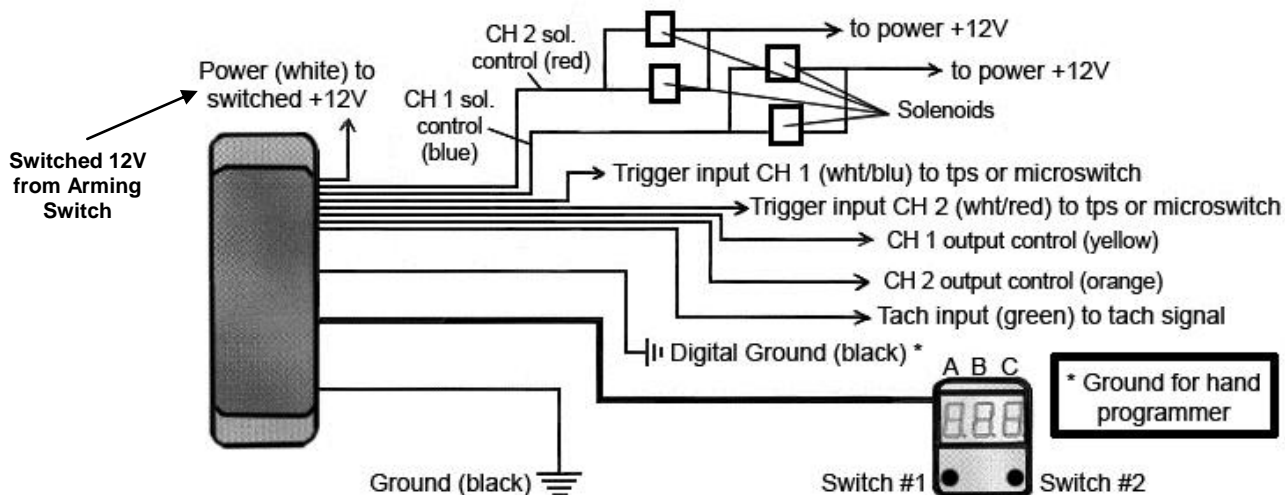 CH 2 sol.
control (red)
to power +12V
Power (white) to
switched +12V
to power +12V
CH 1 sol.
control
(blue)
Solenoids
Switched 12V
from Arming
Switch
Trigger input CH 1 (wht/blu) to tps or microswitch
Trigger input CH 2 (wht/red) to tps or microswitch
CH 1 output control (yellow)
CH 2 output control (orange)
Tach input (green) to tach signal
Digital Ground (black) *
A B C
8.8.8
* Ground for hand
programmer
Ground (black)
Switch #1
Switch #2